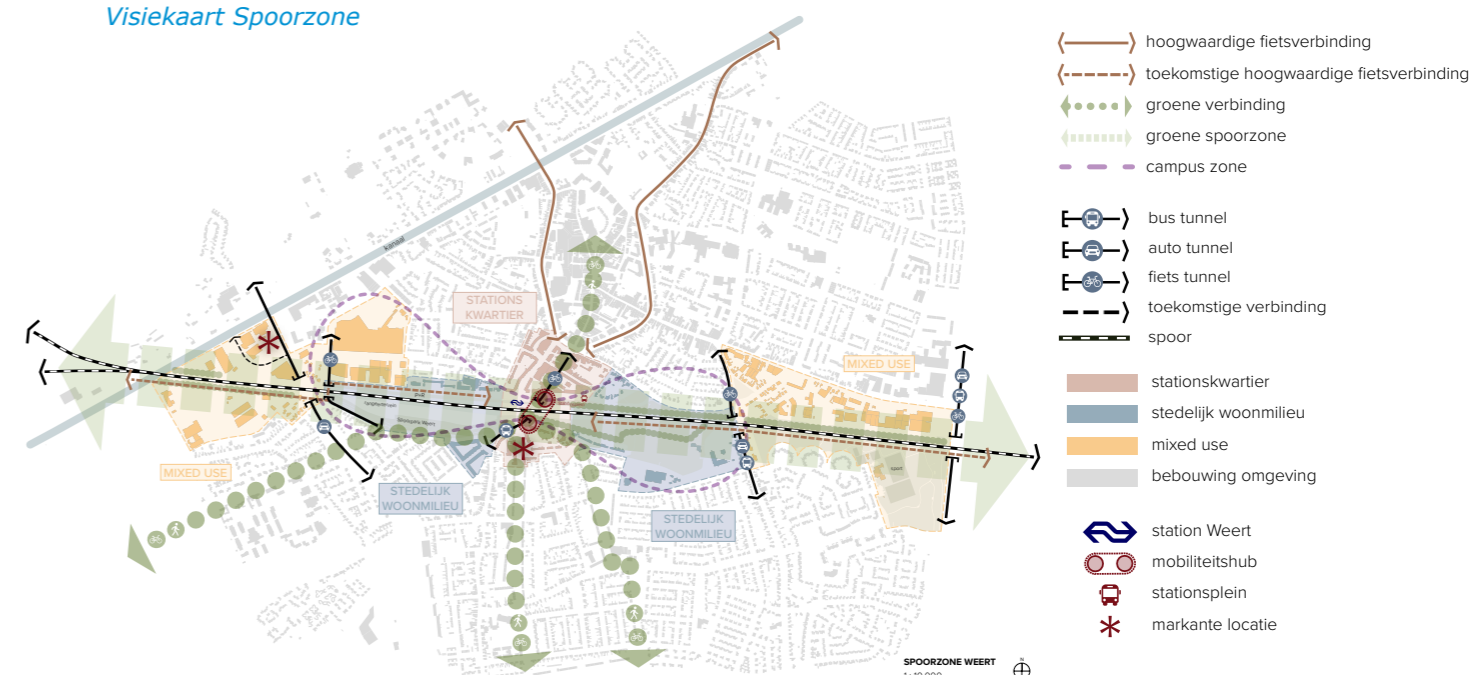 Visiekaart Spoorzone
hoogwaardige fietsverbinding
toekomstige hoogwaardige fietsverbinding
groene verbinding
groene spoorzone
campus zone
bus tunnel
auto tunnel
fiets tunnel
toekomstige verbinding
spoor
stationskwartier
stedelijk woonmilieu
mixed use
bebouwing omgeving
station Weert
mobiliteitshub
stationsplein
markante locatie
kanaal
STATIONS
KWARTIER
MIXED USE
MIXED USE
STEDELIJK
WOONMILIEU
STEDELIJK
WOONMILIEU
SPOORZONE WEERT
N